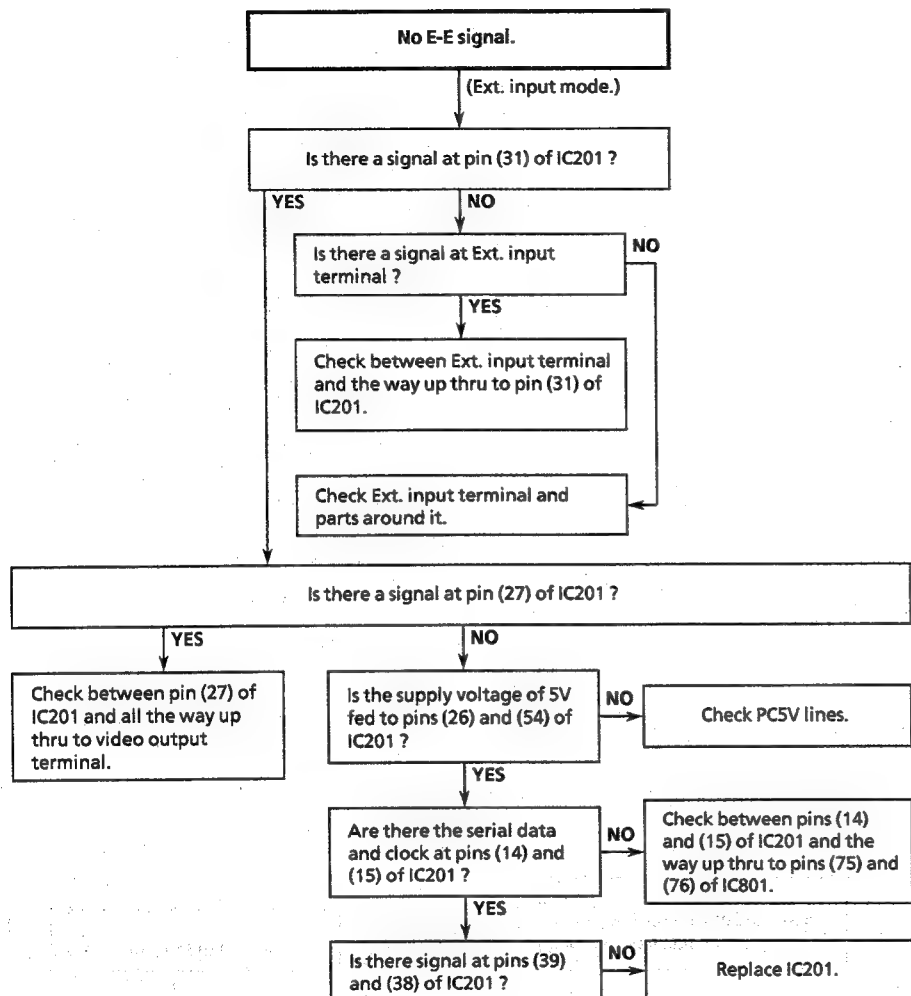 No E-E signal.
(Ext. input mode.)
Is there a signal at pin (31) of IC201 ?
YES
NO
Is there a signal at Ext. input
terminal ?
NO
YES
Check between Ext. input terminal
and the way up thru to pin (31) of
IC201.
Check Ext. input terminal and
parts around it.
Is there a signal at pin (27) of IC201 ?
YES
NO
Check between pin (27) of
IC201 and all the way up
thru to video output
terminal.
Is the supply voltage of 5V
fed to pins (26) and (54) of
IC201 ?
NO
Check PC5V lines.
YES
Are there the serial data
and clock at pins (14) and
(15) of IC201 ?
NO
Check between pins (14)
and (15) of IC201 and the
way up thru to pins (75) and
(76) of IC801.
YES
Is there signal at pins (39)
and (38) of IC201 ?
NO
Replace IC201.